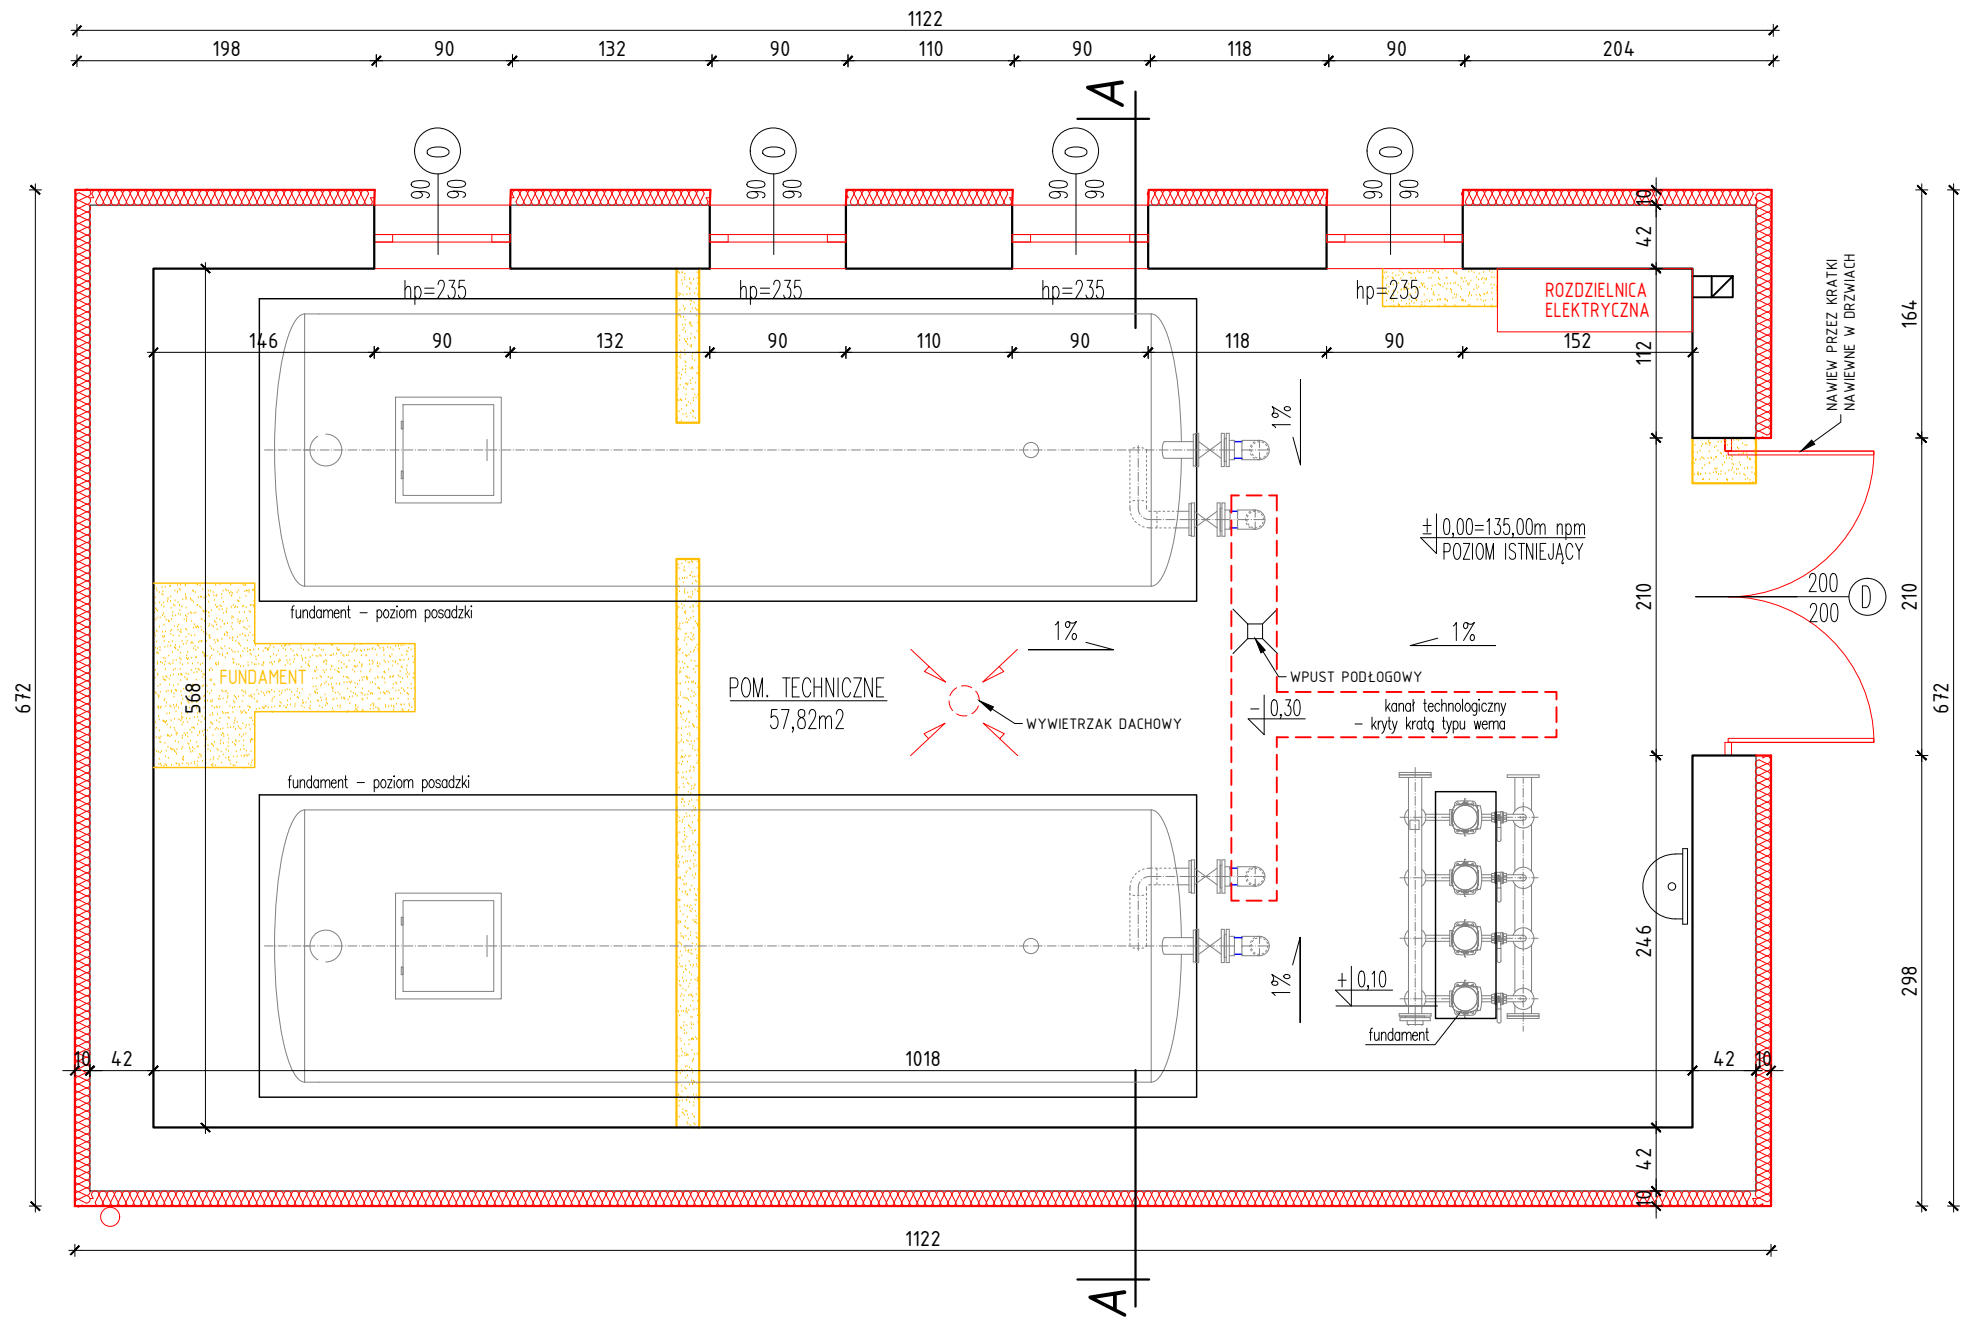 1122
198 90 132 90 110 90 118 90 204
A
0 0 0 0
90 90 90 90 90 90 90 90
hp=235 hp=235 hp=235 hp=235
ROZDZIELNICA
ELEKTRYCZNA
10
42
112
146 90 132 90 110 90 118 90 152
NAWIEW PRZEZ KRATKI
NAWIEWNE W DRZWIACH
164
1%
± 0,00=135,00m npm
POZIOM ISTNIEJĄCY
200
200
D
210
210
fundament – poziom posadzki
1%
1%
FUNDAMENT
WPUST PODŁOGOWY
POM. TECHNICZNE
57,82m2
WYWIETRZAK DACHOWY
– 0,30
kanał technologiczny
– kryty kratą typu wema
672
568
672
fundament – poziom posadzki
246
298
1%
+ 0,10
fundament
10 42 1018 42 10
42
10
1122
A